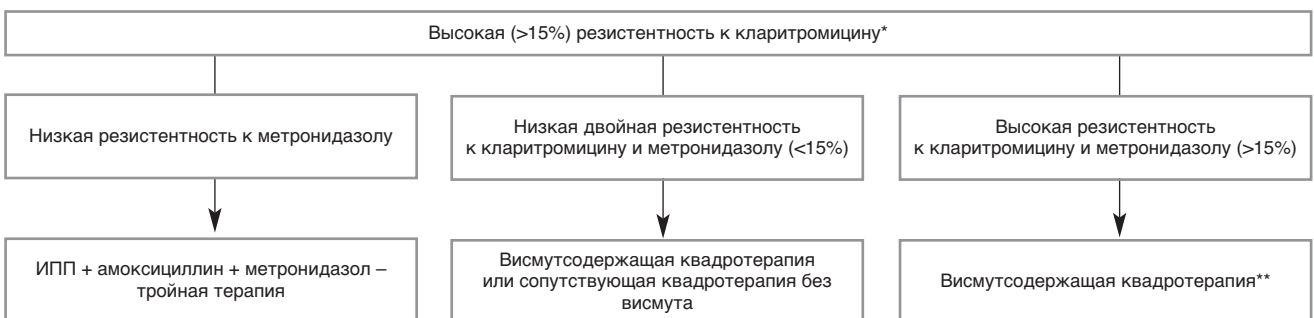 Высокая (>15%) резистентность к кларитромицину*
Низкая резистентность к метронидазолу
Низкая двойная резистентность
к кларитромицину и метронидазолу (<15%)
Высокая резистентность
к кларитромицину и метронидазолу (>15%)
ИПП + амоксициллин + метронидазол –
тройная терапия
Висмутсодержащая квадротерапия
или сопутствующая квадротерапия без
висмута
Висмутсодержащая квадротерапия**